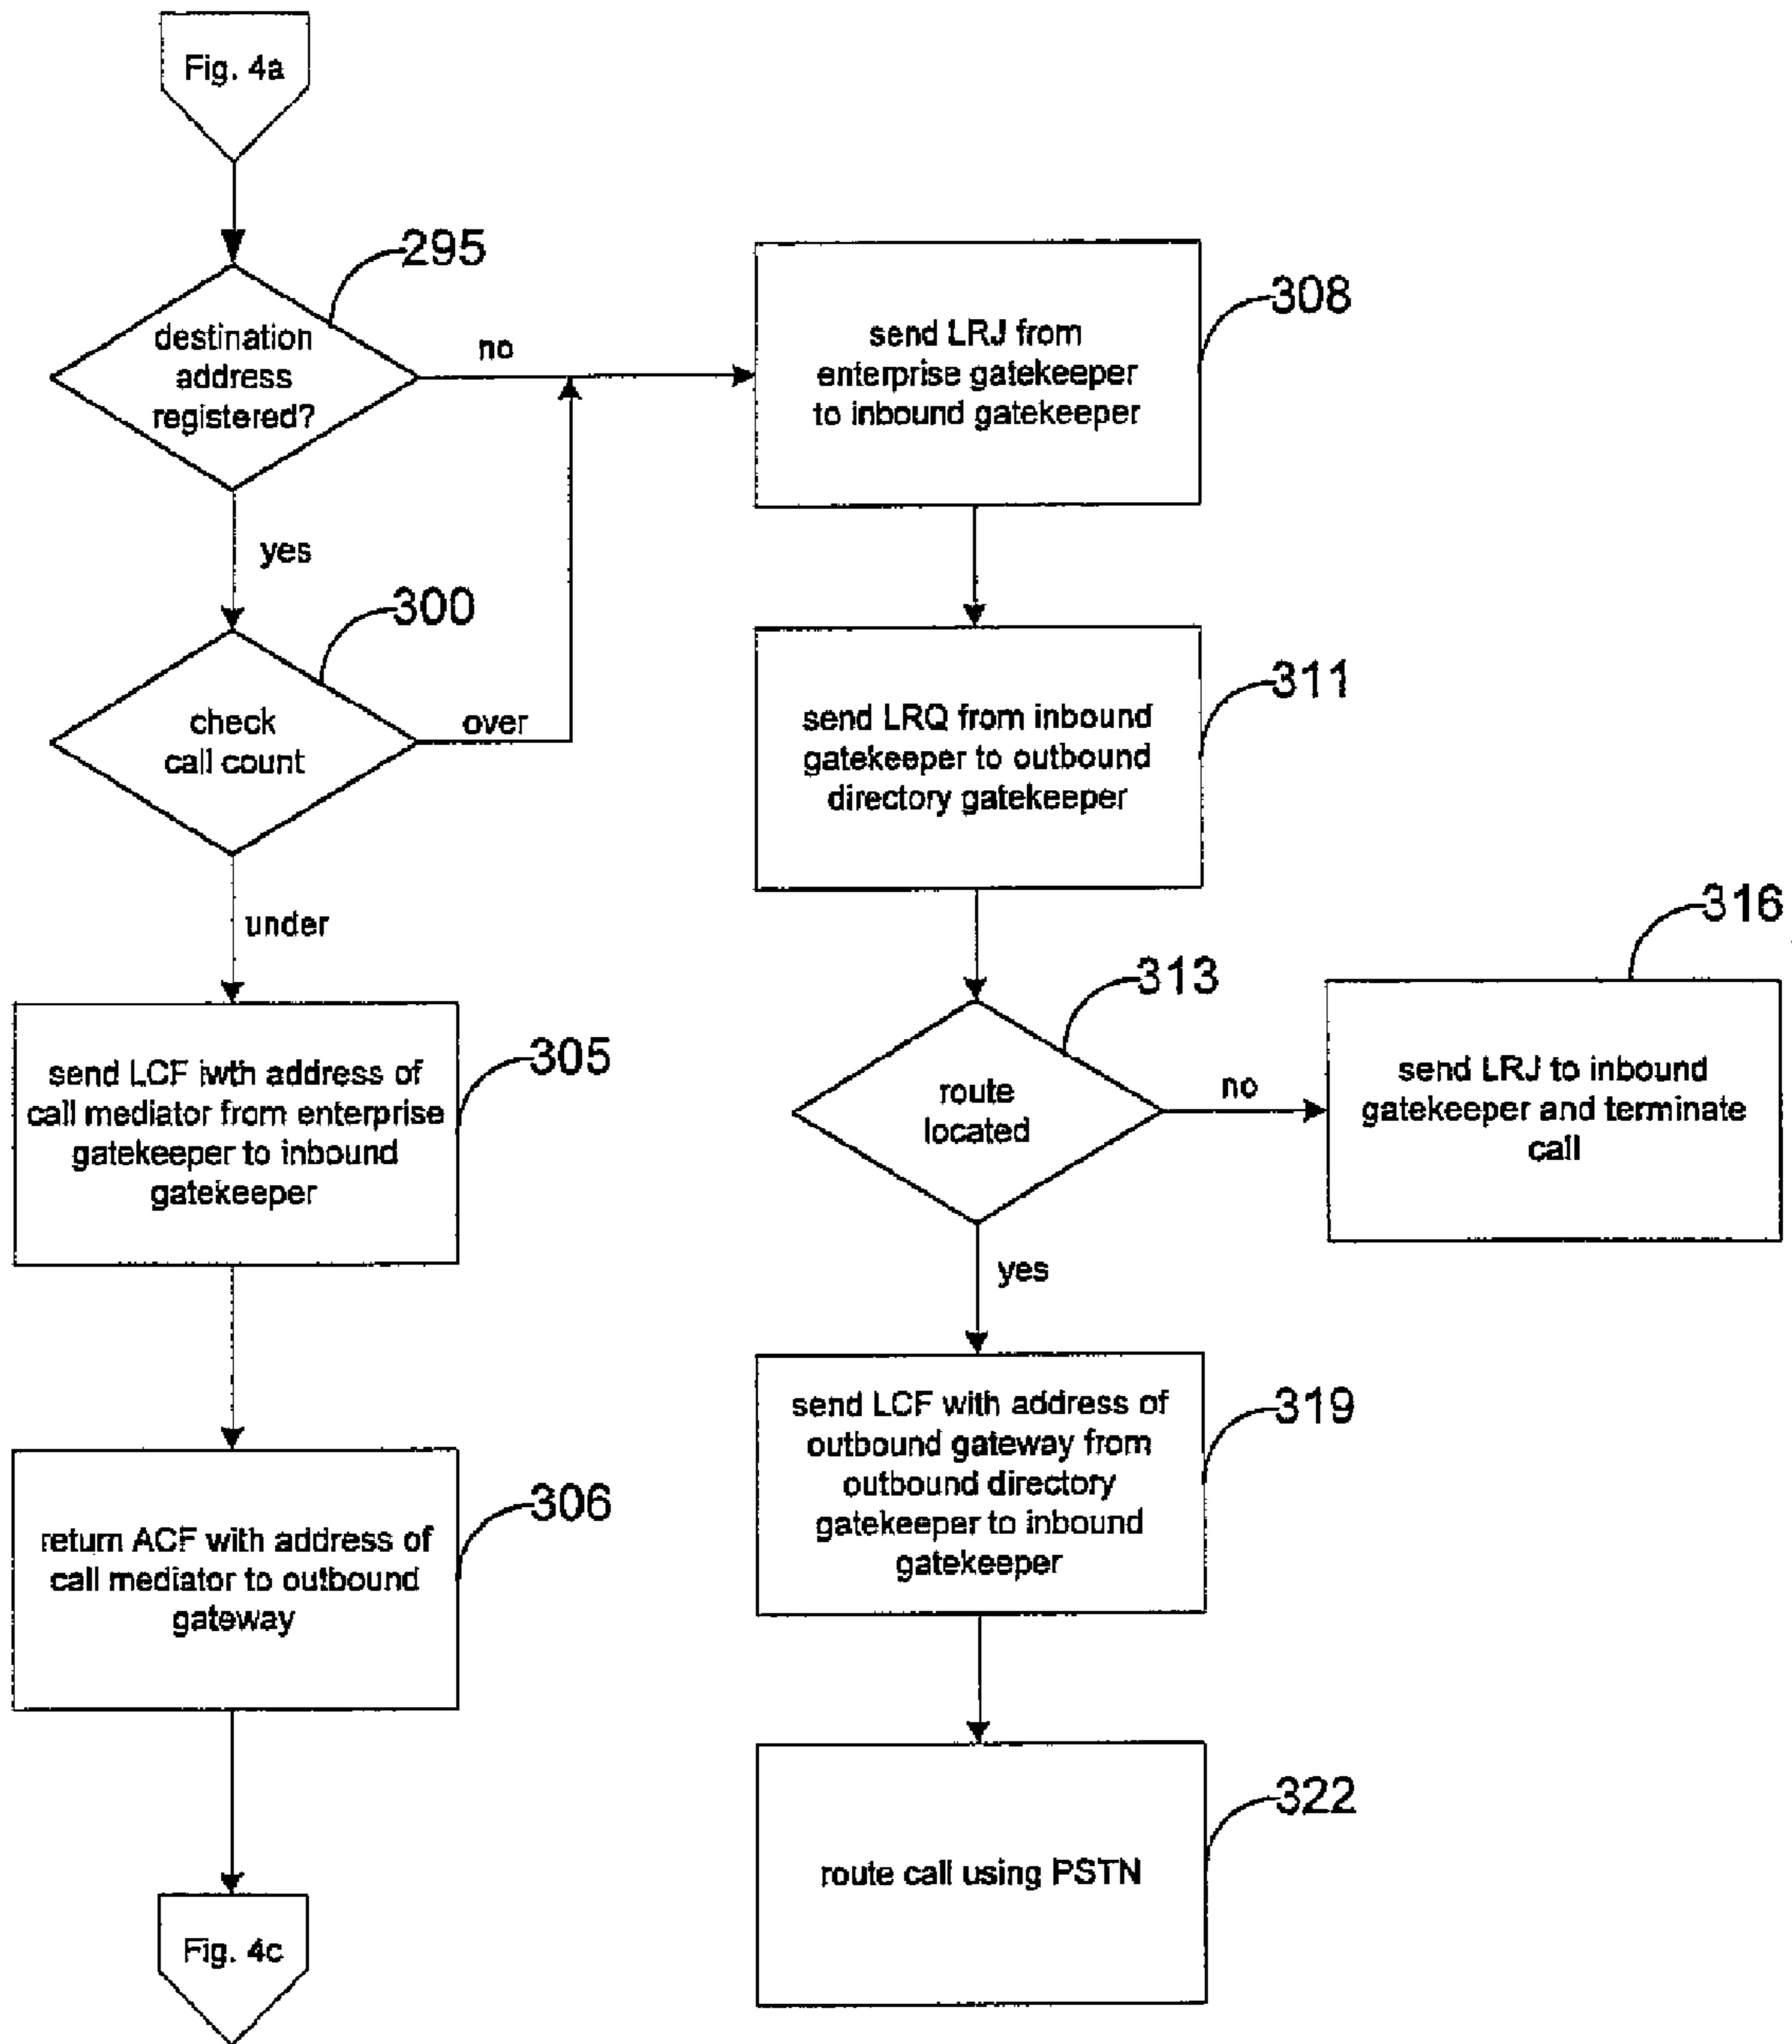 Fig. 4a
295
destination
address
registered?
no
yes
300
check
call count
over
under
305
send LCF iwth address of
call mediator from enterprise
gatekeeper to inbound
gatekeeper
306
return ACF with address of
call mediator to outbound
gateway
Fig. 4c
308
send LRJ from
enterprise gatekeeper
to inbound gatekeeper
311
send LRQ from inbound
gatekeeper to outbound
directory gatekeeper
313
route
located
no
316
send LRJ to inbound
gatekeeper and terminate
call
yes
319
send LCF with address of
outbound gateway from
outbound directory
gatekeeper to inbound
gatekeeper
322
route call using PSTN